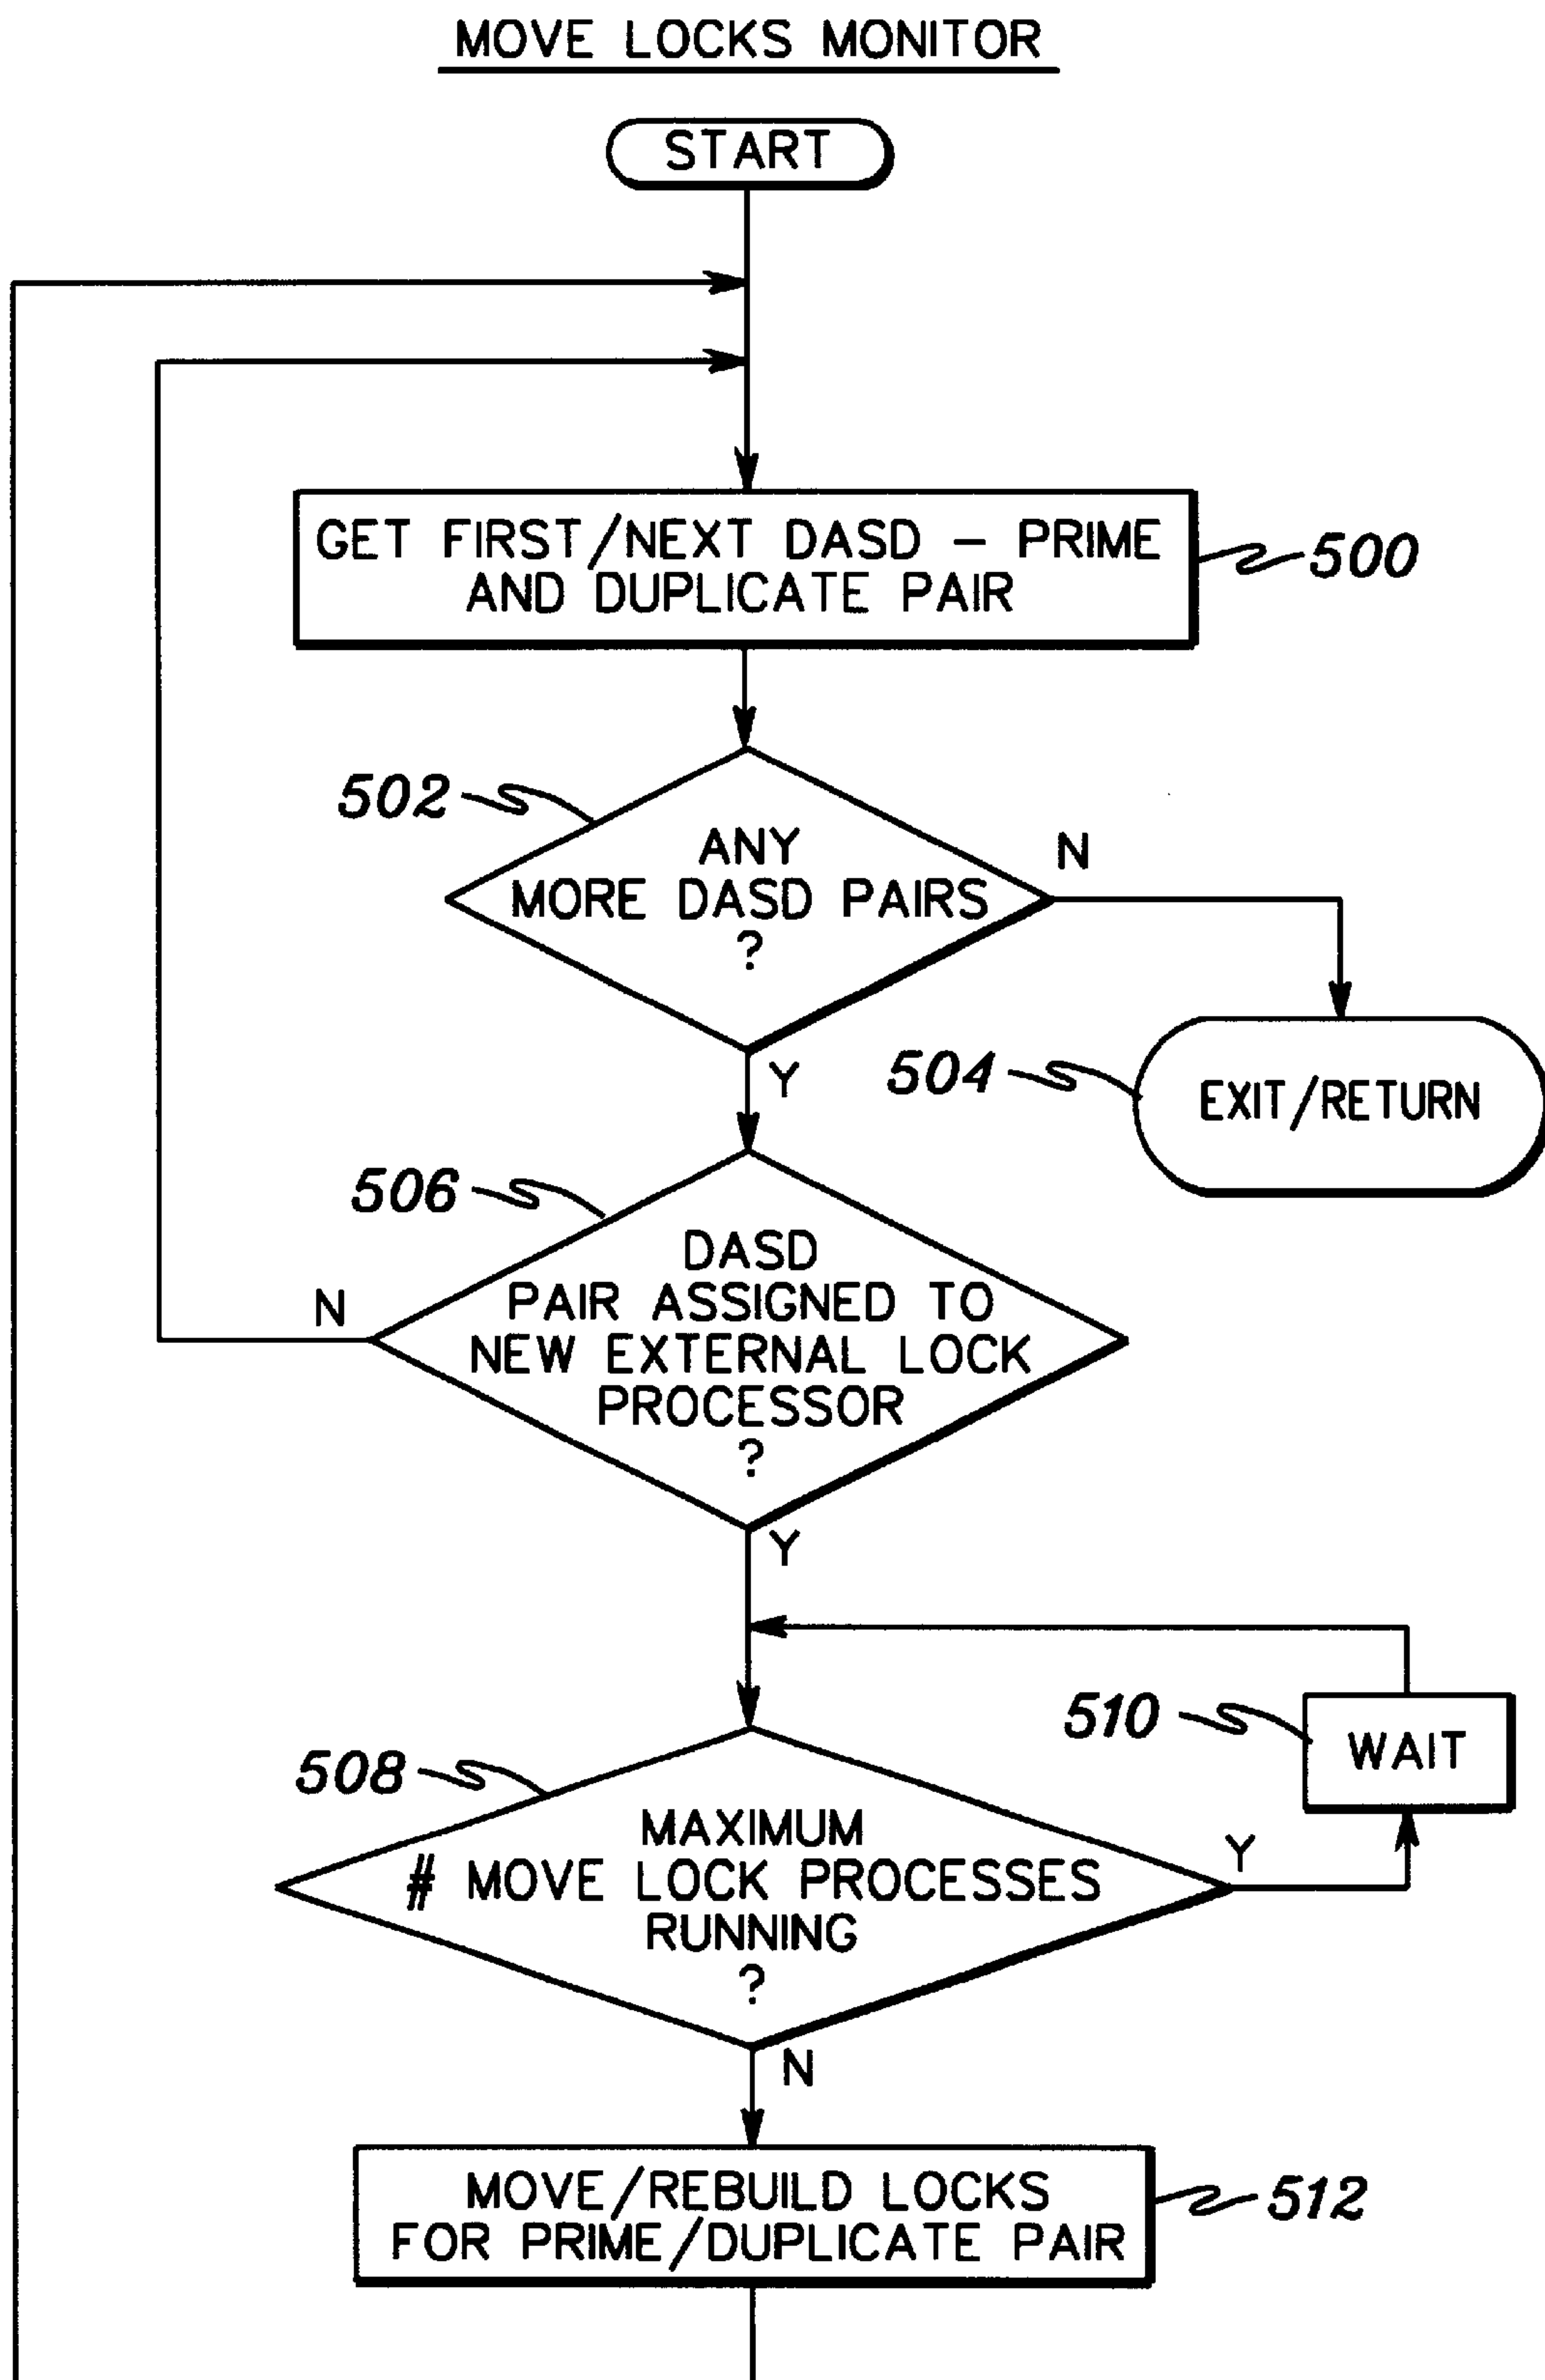 MOVE LOCKS MONITOR
START
GET FIRST/NEXT DASD – PRIME
AND DUPLICATE PAIR
500
502
ANY
MORE DASD PAIRS
?
N
Y
504
EXIT/RETURN
506
DASD
PAIR ASSIGNED TO
NEW EXTERNAL LOCK
PROCESSOR
?
N
Y
510
WAIT
508
MAXIMUM
# MOVE LOCK PROCESSES
RUNNING
?
Y
N
MOVE/REBUILD LOCKS
FOR PRIME/DUPLICATE PAIR
512